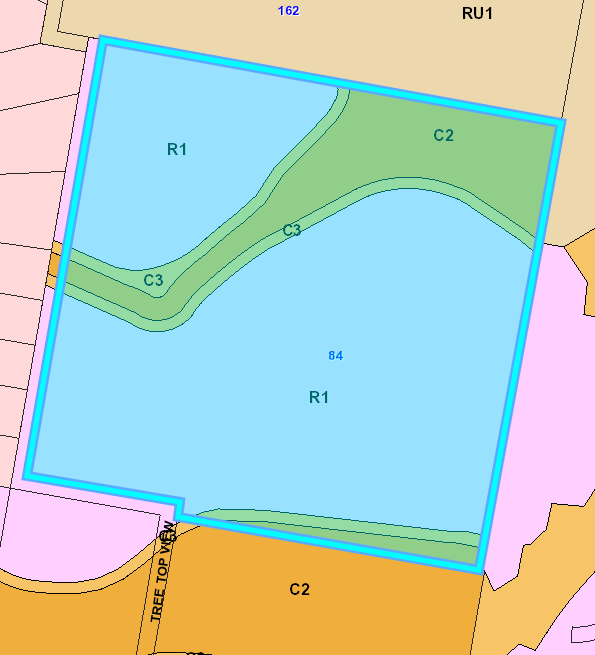 162
RU1
R1
C2
C3
C3
84
R1
TREE TOP VIEW
C2